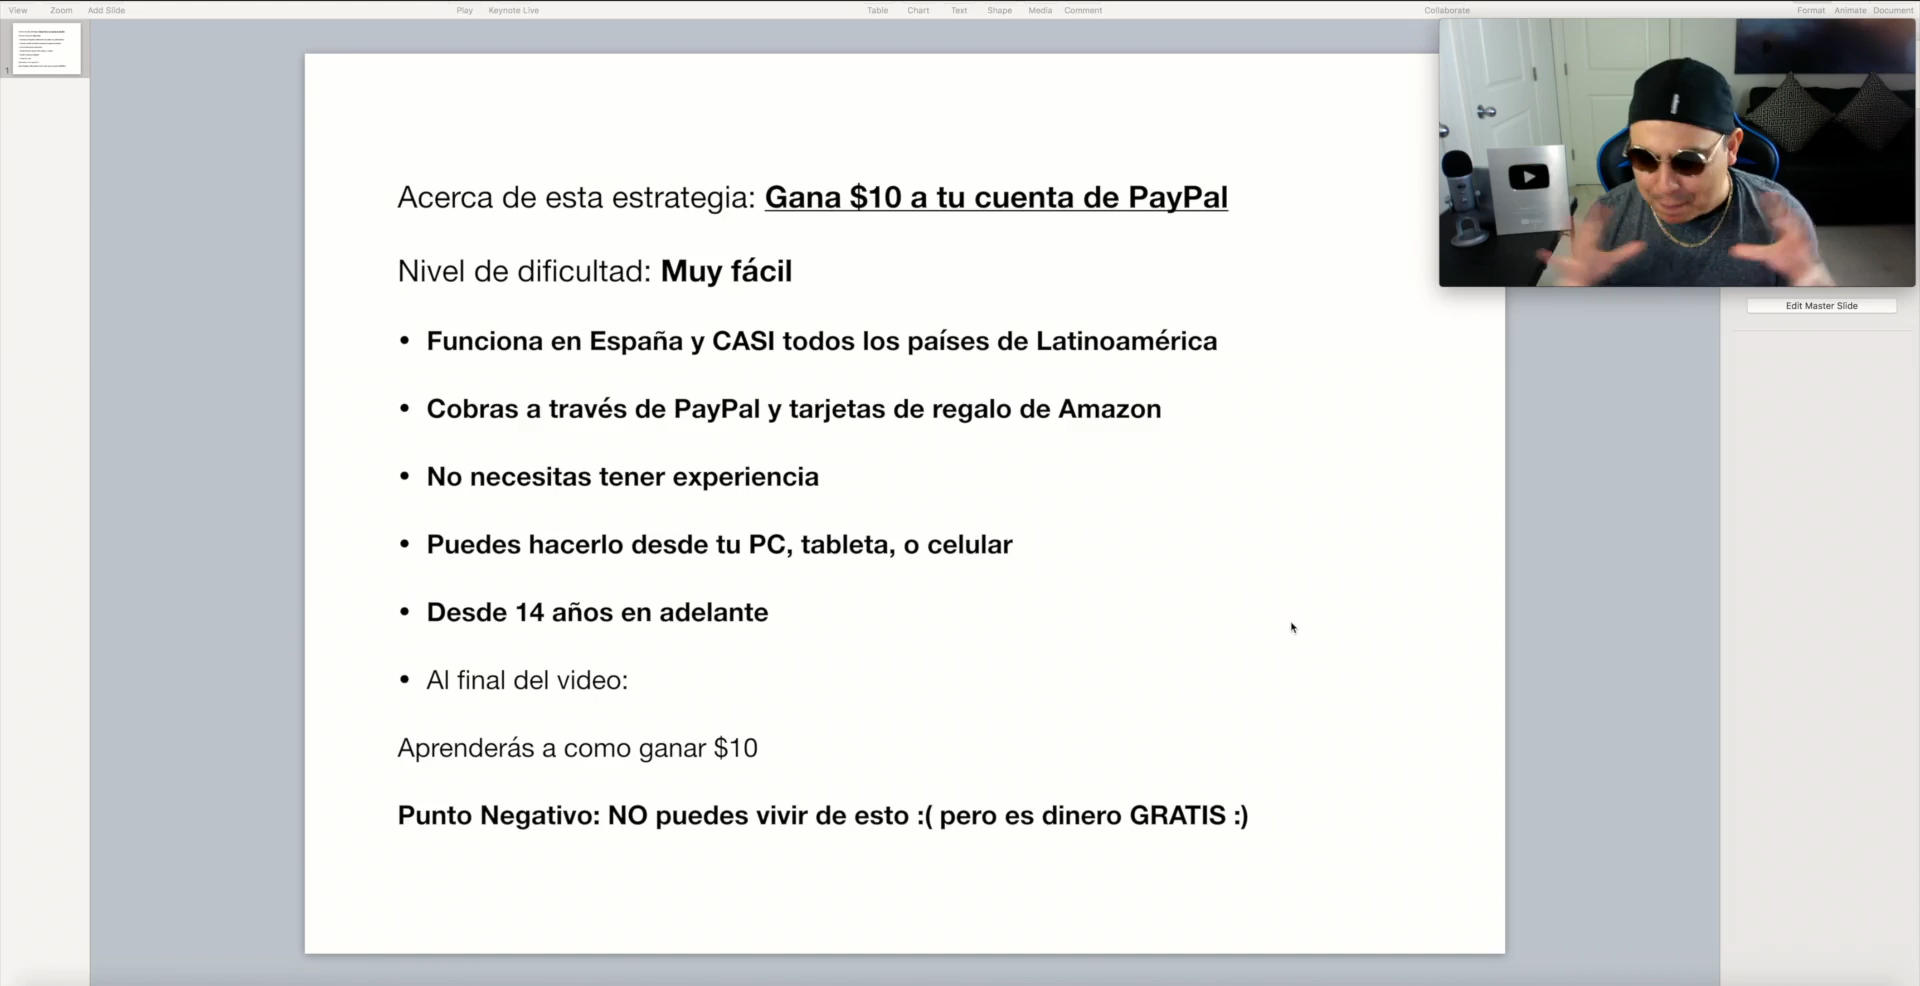 View Zoom Add Slide Play Keynote Live Table Chart Text Shape Media Comment Collaborate Format Animate Document
1
Acerca de esta estrategia: Gana $10 a tu cuenta de PayPal
Nivel de dificultad: Muy fácil
• Funciona en España y CASI todos los países de Latinoamérica
• Cobras a través de PayPal y tarjetas de regalo de Amazon
• No necesitas tener experiencia
• Puedes hacerlo desde tu PC, tableta, o celular
• Desde 14 años en adelante
• Al final del video:
Aprenderás a como ganar $10
Punto Negativo: NO puedes vivir de esto :( pero es dinero GRATIS :)
Edit Master Slide